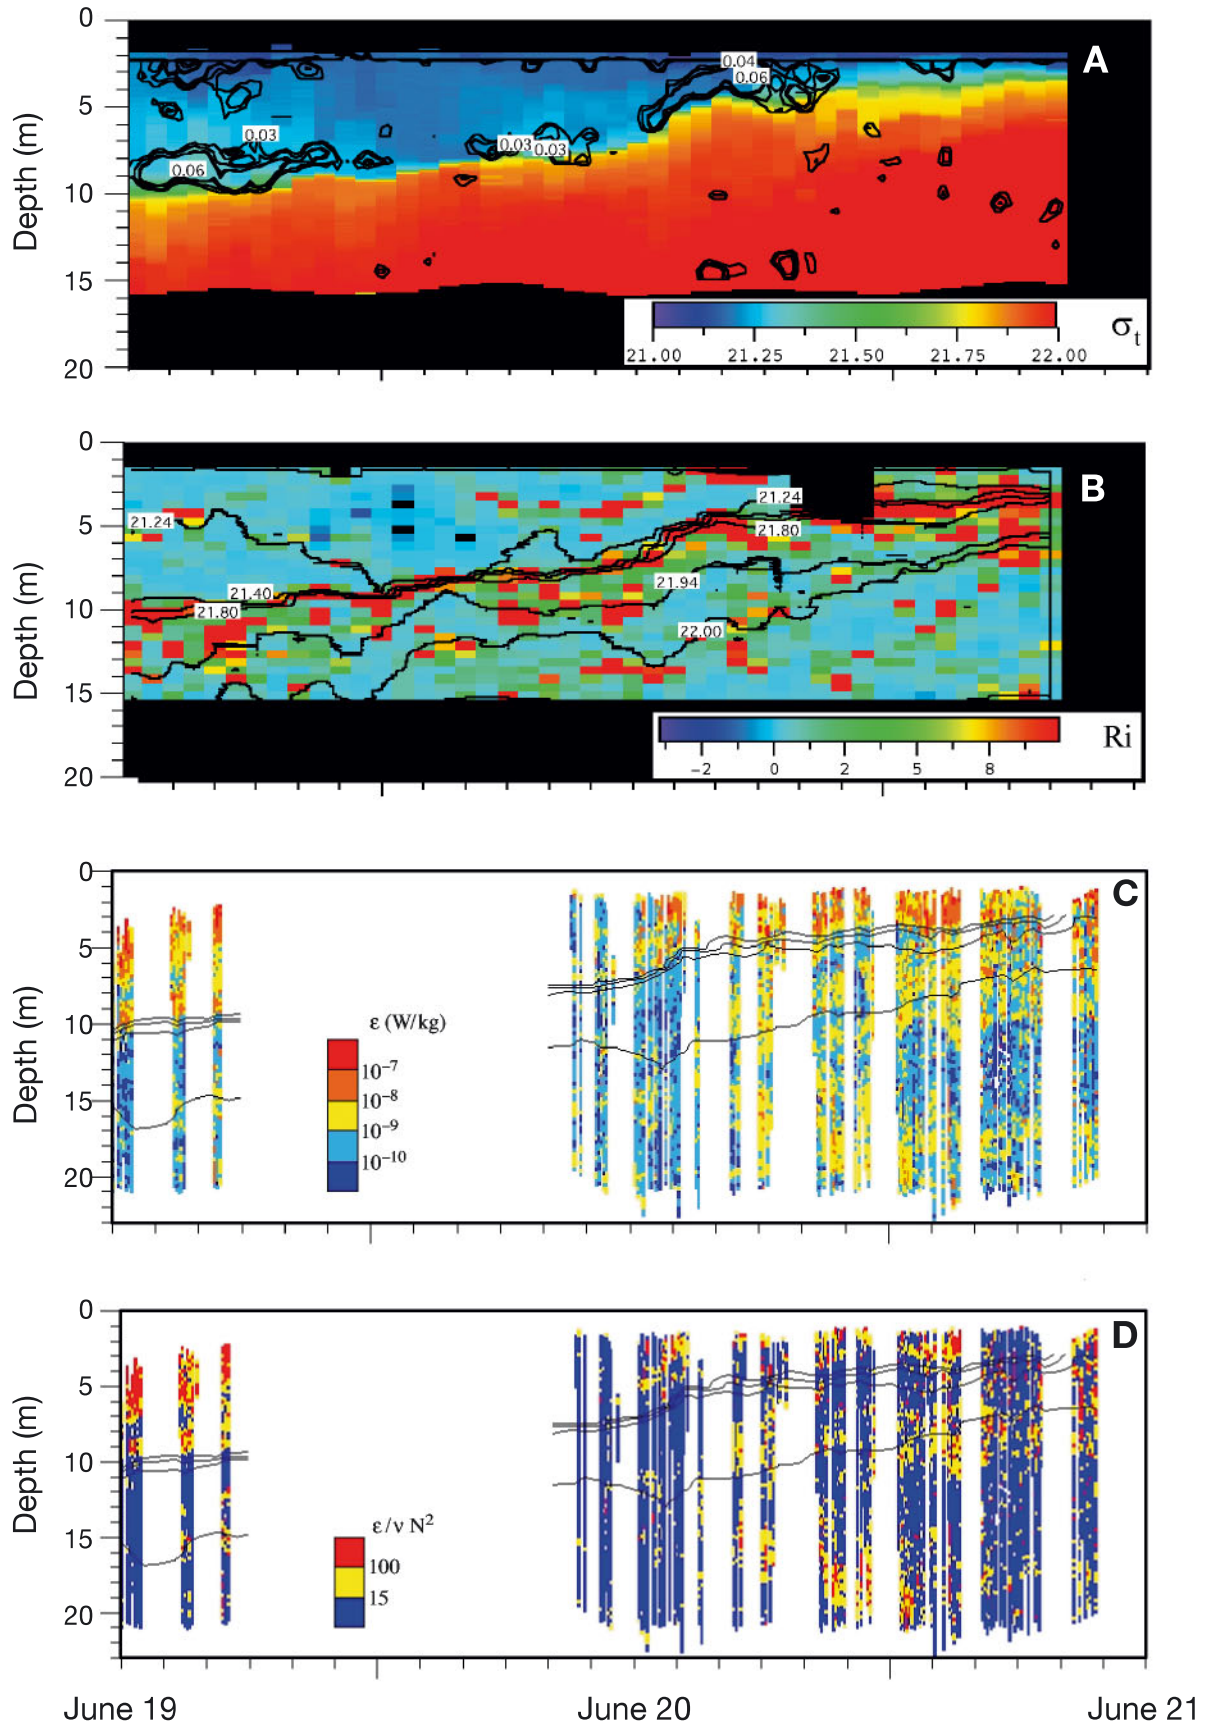 0
5
10
15
20
Depth (m)
A
0.04
0.06
0.03
0.06
0.03
0.03
21.00 21.25 21.50 21.75 22.00
σt
0
5
10
15
20
Depth (m)
B
21.24
21.24
21.80
21.40
21.80
21.94
22.00
−2 0 2 5 8
Ri
0
5
10
15
20
Depth (m)
C
ε (W/kg)
10−7
10−8
10−9
10−10
0
5
10
15
20
Depth (m)
D
ε/ν N2
100
15
June 19 June 20 June 21